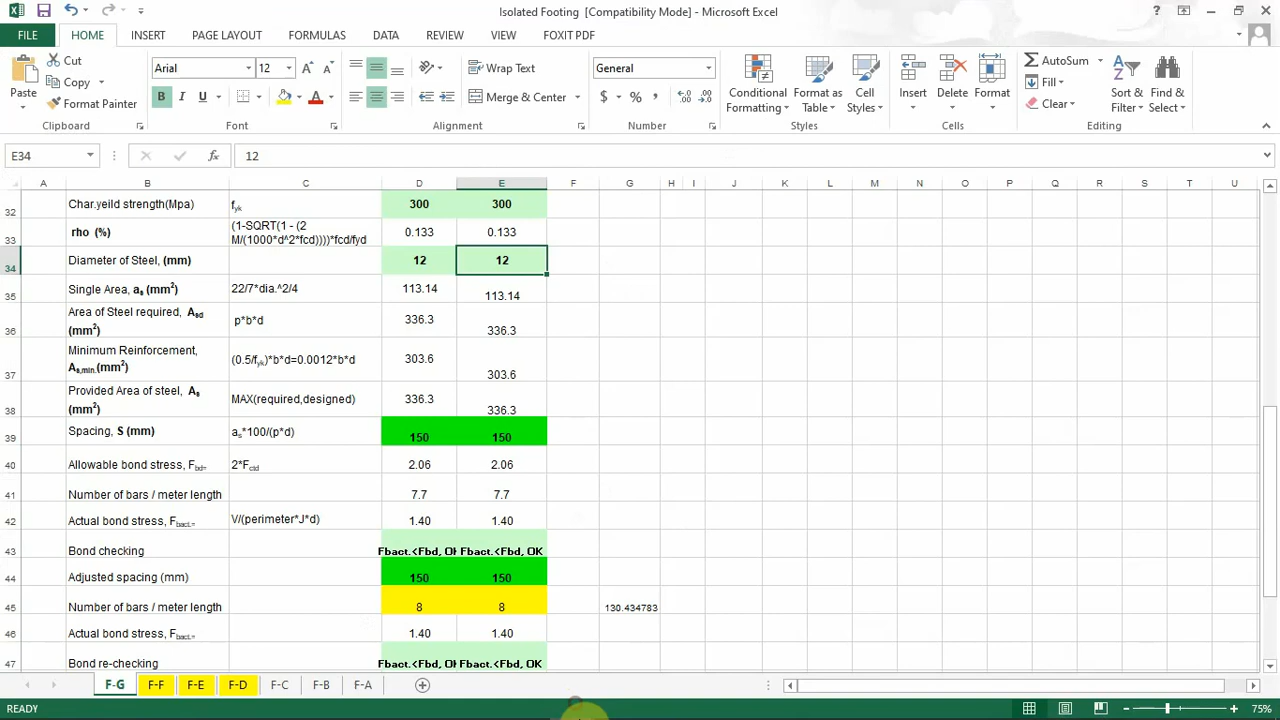 Isolated Footing [Compatibility Mode] - Microsoft Excel
FILE HOME INSERT PAGE LAYOUT FORMULAS DATA REVIEW VIEW FOXIT PDF
Paste Cut Copy Format Painter
Arial 12 A A
B I U A
Wrap Text
Merge & Center
General
$ % ,
Conditional Formatting
Format as Table
Cell Styles
Insert Delete Format
AutoSum Fill Clear
Sort & Filter
Find & Select
Clipboard Font Alignment Number Styles Cells Editing
E34 fx 12
A B C D E F G H I J K L M N O P Q R S T U
32 Char.yeild strength(Mpa) fyk 300 300
33 rho (%) (1-SQRT(1 - (2 M/(1000*d^2*fcd))))*fcd/fyd 0.133 0.133
34 Diameter of Steel, (mm) 12 12
35 Single Area, as (mm2) 22/7*dia.^2/4 113.14 113.14
36 Area of Steel required, Asd (mm2) p*b*d 336.3 336.3
37 Minimum Reinforcement, As,min.(mm2) (0.5/fyk)*b*d=0.0012*b*d 303.6 303.6
38 Provided Area of steel, As (mm2) MAX(required,designed) 336.3 336.3
39 Spacing, S (mm) as*100/(p*d) 150 150
40 Allowable bond stress, Fbd= 2*Fctd 2.06 2.06
41 Number of bars / meter length 7.7 7.7
42 Actual bond stress, Fbact.= V/(perimeter*J*d) 1.40 1.40
43 Bond checking Fbact.<Fbd, OK Fbact.<Fbd, OK
44 Adjusted spacing (mm) 150 150
45 Number of bars / meter length 8 8 130.434783
46 Actual bond stress, Fbact.= 1.40 1.40
47 Bond re-checking Fbact.<Fbd, OK Fbact.<Fbd, OK
F-G F-F F-E F-D F-C F-B F-A
READY 75%